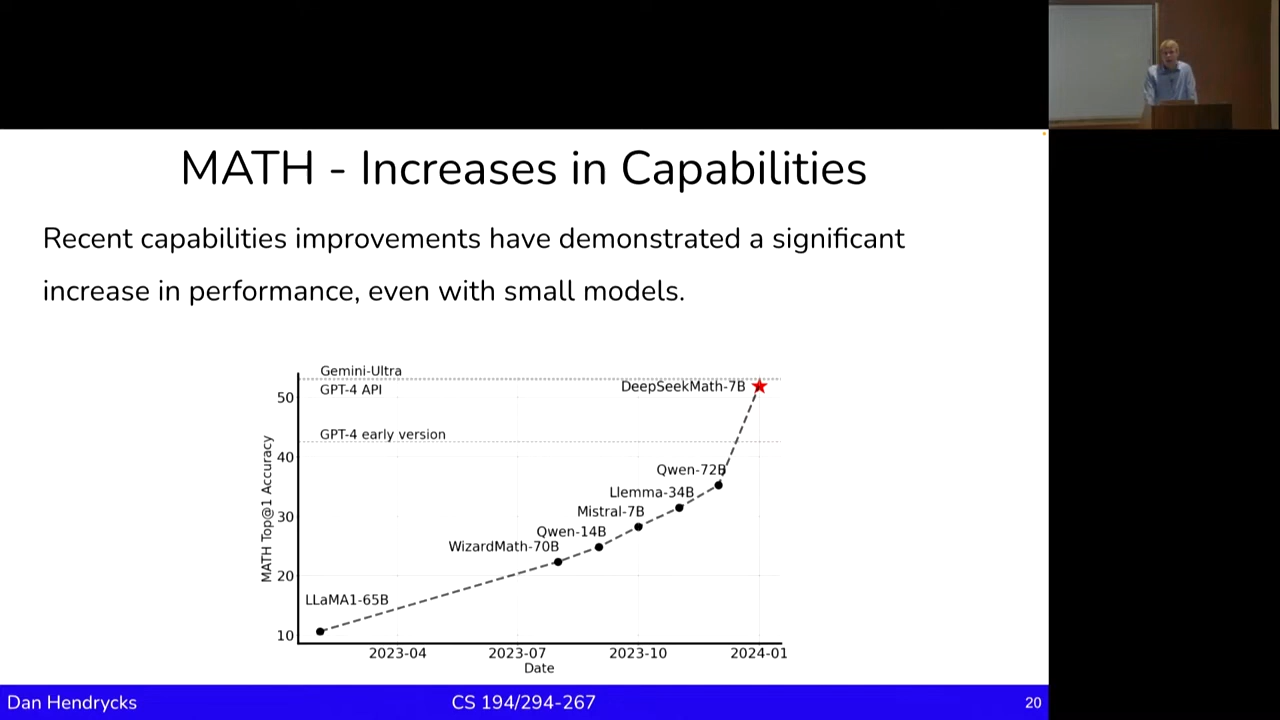 MATH - Increases in Capabilities
Recent capabilities improvements have demonstrated a significant
increase in performance, even with small models.
Gemini-Ultra
GPT-4 API
DeepSeekMath-7B
50
GPT-4 early version
40
Qwen-72B
Llemma-34B
30
Mistral-7B
Qwen-14B
WizardMath-70B
20
LLaMA1-65B
10
MATH Top@1 Accuracy
2023-04
2023-07
2023-10
2024-01
Date
Dan Hendrycks
CS 194/294-267
20